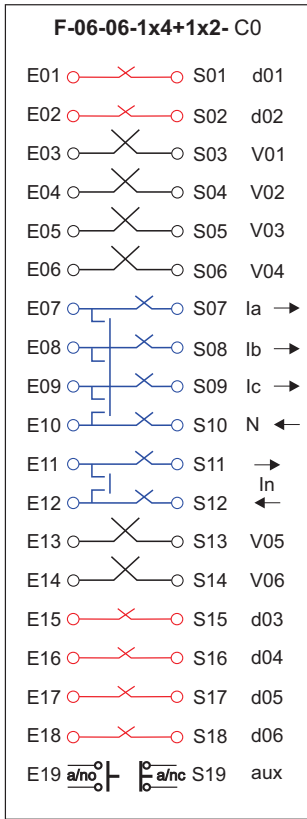 F-06-06-1x4+1x2- C0
E01 S01 d01
E02 S02 d02
E03 S03 V01
E04 S04 V02
E05 S05 V03
E06 S06 V04
E07 S07 Ia →
E08 S08 Ib →
E09 S09 Ic →
E10 S10 N ←
E11 S11 →
In
E12 S12 ←
E13 S13 V05
E14 S14 V06
E15 S15 d03
E16 S16 d04
E17 S17 d05
E18 S18 d06
E19 a/no a/nc S19 aux